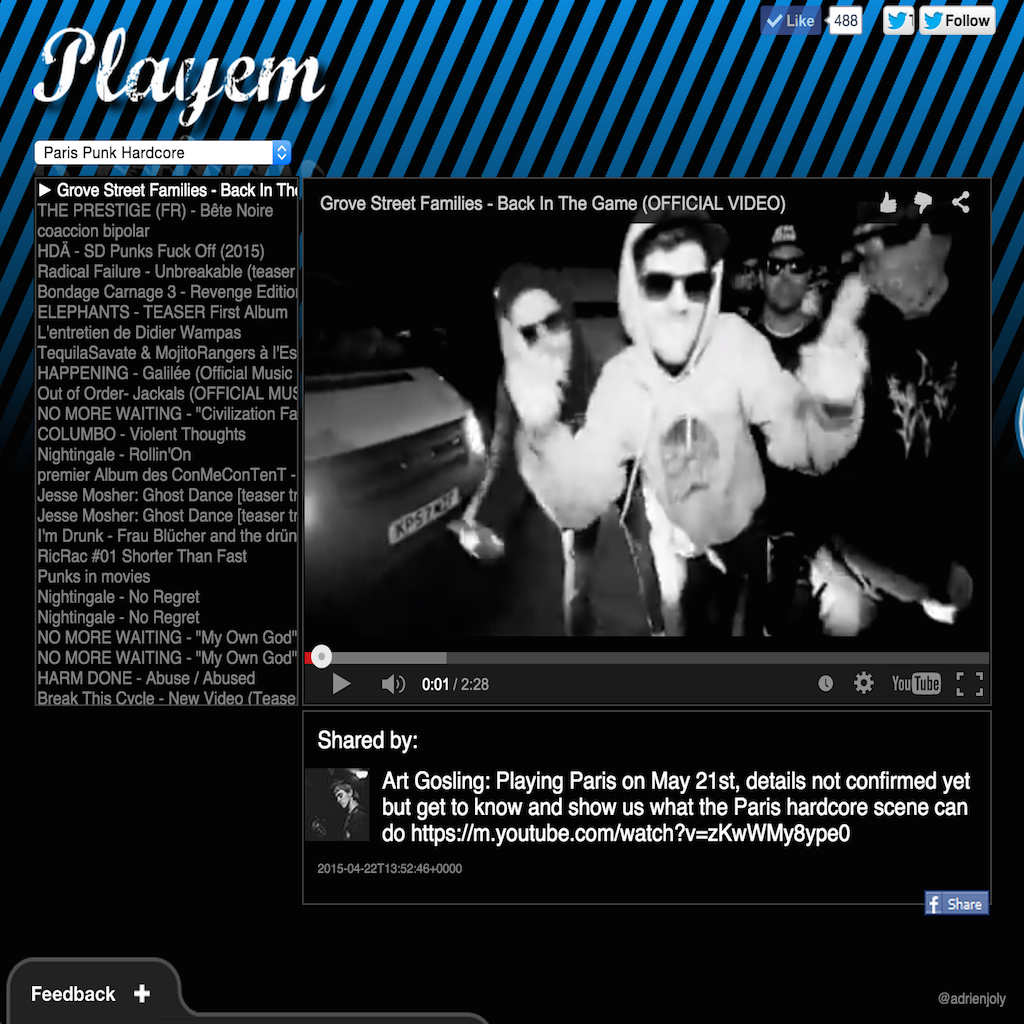 Playem
Like 488
Follow
Paris Punk Hardcore
▶ Grove Street Families - Back In The
THE PRESTIGE (FR) - Bête Noire
coaccion bipolar
HDÄ - SD Punks Fuck Off (2015)
Radical Failure - Unbreakable (teaser
Bondage Carnage 3 - Revenge Edition
ELEPHANTS - TEASER First Album
L'entretien de Didier Wampas
TequilaSavate & MojitoRangers à l'Es
HAPPENING - Galilée (Official Music
Out of Order- Jackals (OFFICIAL MUS
NO MORE WAITING - "Civilization Fa
COLUMBO - Violent Thoughts
Nightingale - Rollin'On
premier Album des ConMeConTenT -
Jesse Mosher: Ghost Dance [teaser tr
Jesse Mosher: Ghost Dance [teaser tr
I'm Drunk - Frau Blücher and the drün
RicRac #01 Shorter Than Fast
Punks in movies
Nightingale - No Regret
Nightingale - No Regret
NO MORE WAITING - "My Own God"
NO MORE WAITING - "My Own God"
HARM DONE - Abuse / Abused
Break This Cycle - New Video (Tease
Grove Street Families - Back In The Game (OFFICIAL VIDEO)
0:01 / 2:28
YouTube
Shared by:
Art Gosling: Playing Paris on May 21st, details not confirmed yet
but get to know and show us what the Paris hardcore scene can
do https://m.youtube.com/watch?v=zKwWMy8ype0
2015-04-22T13:52:46+0000
f Share
Feedback +
@adrienjoly